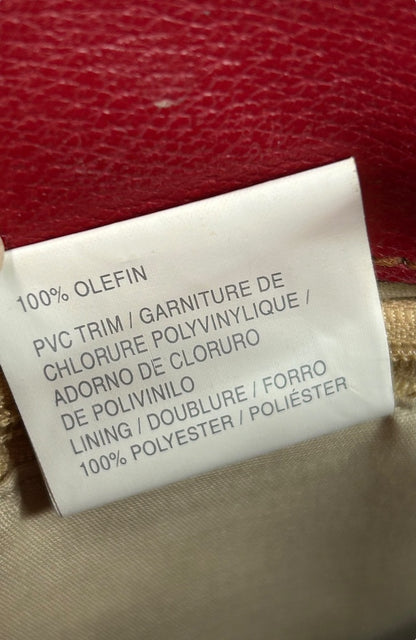 100% OLEFIN
PVC TRIM / GARNITURE DE
CHLORURE POLYVINYLIQUE /
ADORNO DE CLORURO
DE POLIVINILO
LINING / DOUBLURE / FORRO
100% POLYESTER / POLIÉSTER